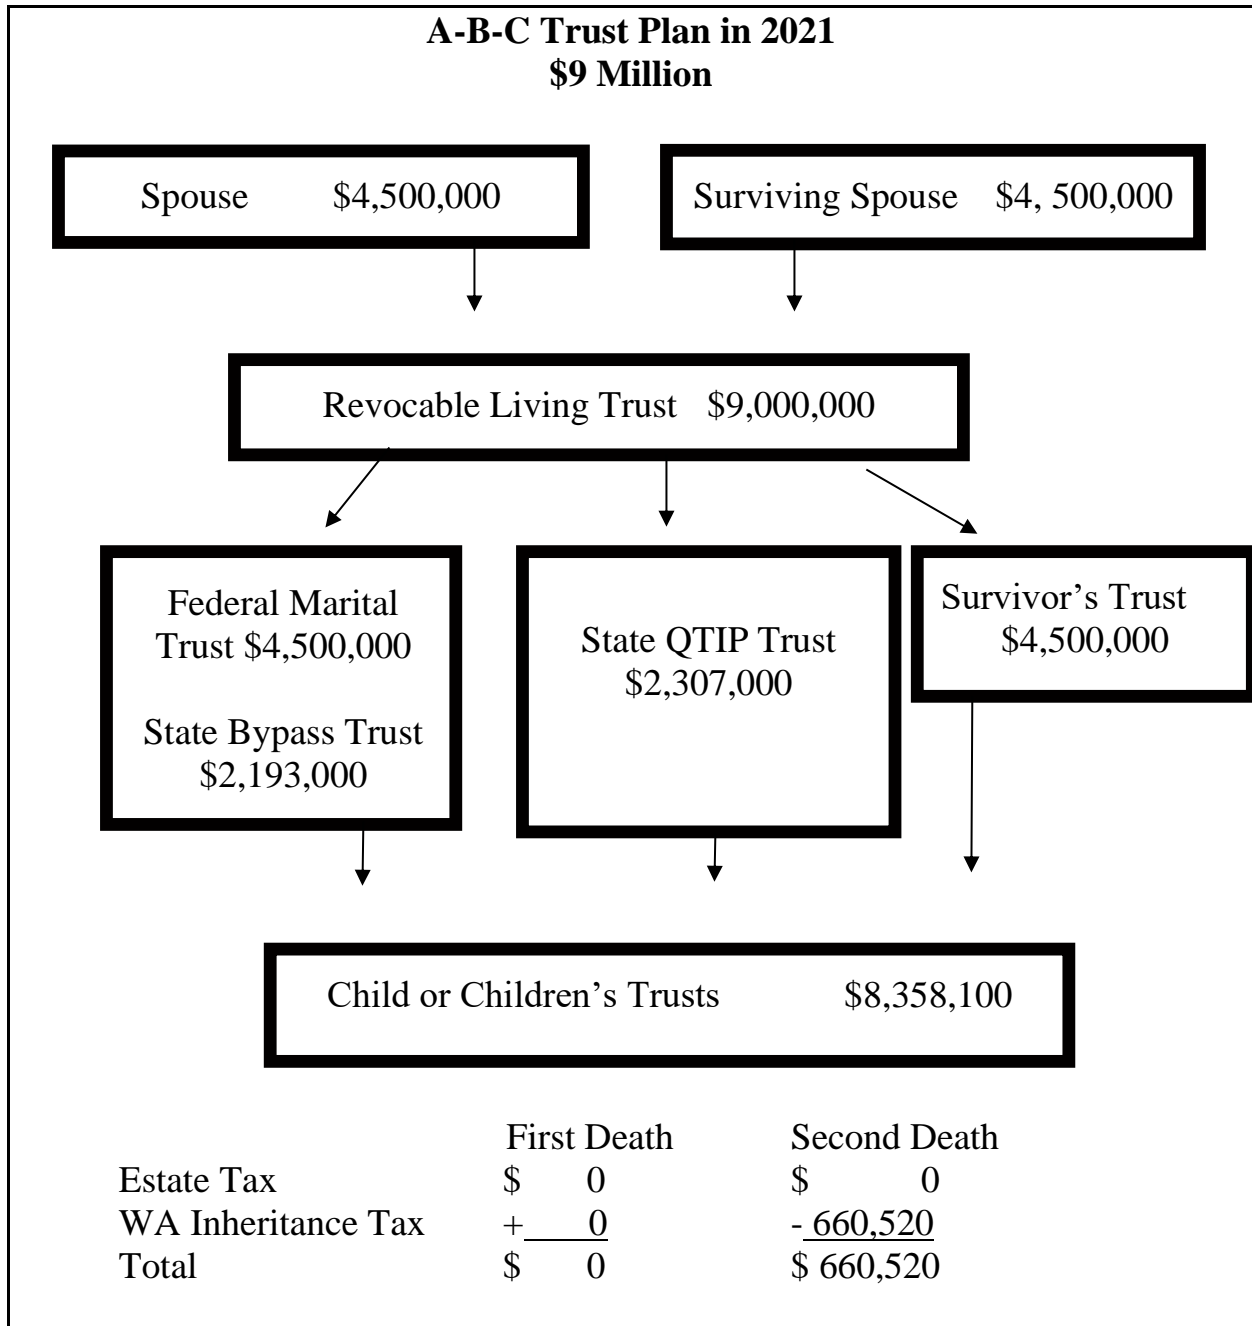 A-B-C Trust Plan in 2021
$9 Million
Spouse $4,500,000
Surviving Spouse $4, 500,000
Revocable Living Trust $9,000,000
Federal Marital
Trust $4,500,000
State Bypass Trust
$2,193,000
State QTIP Trust
$2,307,000
Survivor’s Trust
$4,500,000
Child or Children’s Trusts $8,358,100
First Death Second Death
Estate Tax $ 0 $ 0
WA Inheritance Tax + 0 - 660,520
Total $ 0 $ 660,520